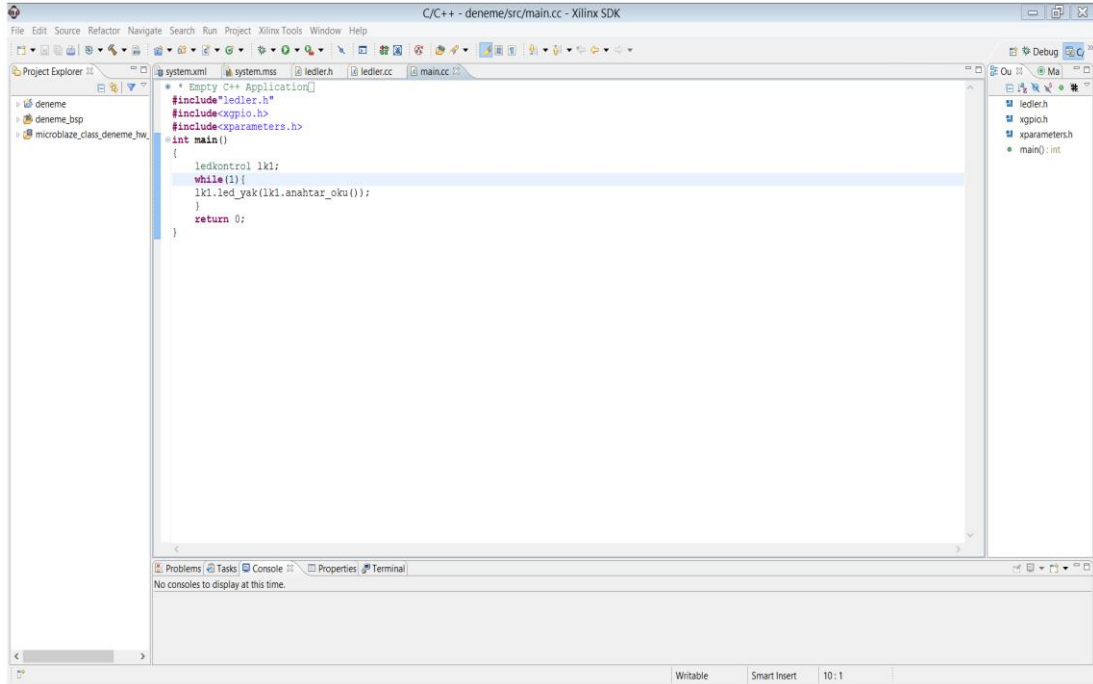 C/C++ - deneme/src/main.cc - Xilinx SDK
File Edit Source Refactor Navigate Search Run Project Xilinx Tools Window Help
Debug C/
Project Explorer
system.xml system.mss ledler.h ledler.cc main.cc
Ou Ma
deneme
deneme_bsp
microblaze_class_deneme_hw_
* Empty C++ Application
#include"ledler.h"
#include<xgpio.h>
#include<xparameters.h>
int main()
{
ledkontrol lk1;
while(1){
lk1.led_yak(lk1.anahtar_oku());
}
return 0;
}
ledler.h
xgpio.h
xparameters.h
main() : int
Problems Tasks Console Properties Terminal
No consoles to display at this time.
Writable Smart Insert 10 : 1